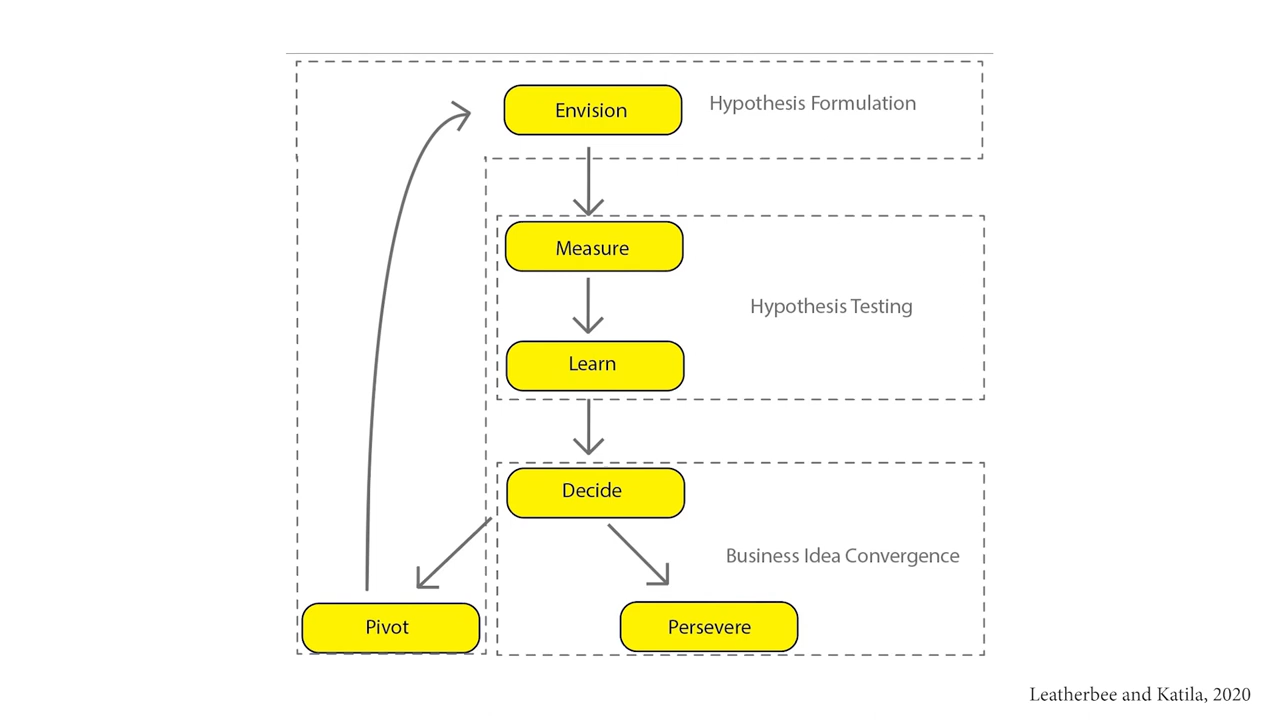 Envision
Hypothesis Formulation
Measure
Hypothesis Testing
Learn
Decide
Business Idea Convergence
Pivot
Persevere
Leatherbee and Katila, 2020